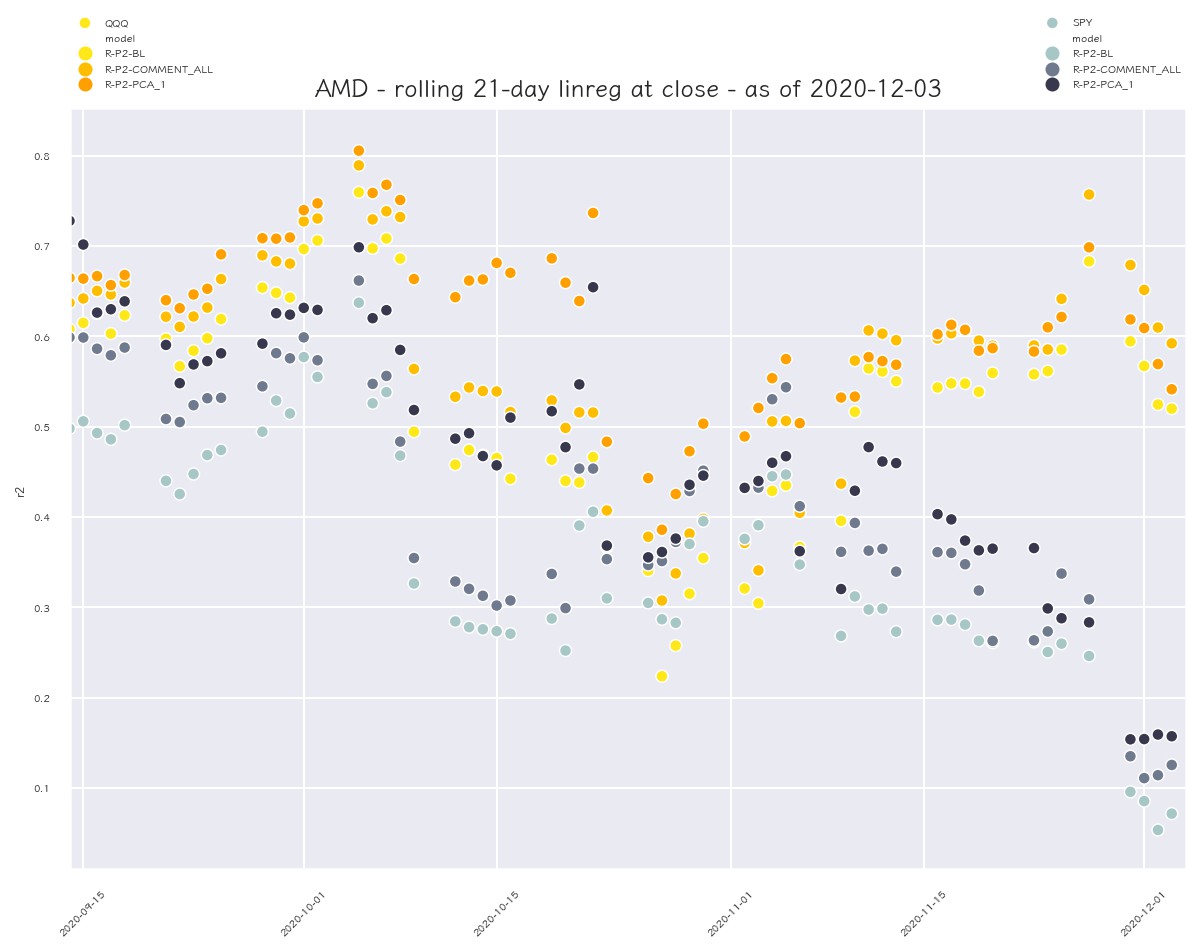 QQQ
model
R-P2-BL
R-P2-COMMENT_ALL
R-P2-PCA_1
SPY
model
R-P2-BL
R-P2-COMMENT_ALL
R-P2-PCA_1
AMD - rolling 21-day linreg at close - as of 2020-12-03
0.8
0.7
0.6
0.5
0.4
0.3
0.2
0.1
r2
2020-09-15
2020-10-01
2020-10-15
2020-11-01
2020-11-15
2020-12-01